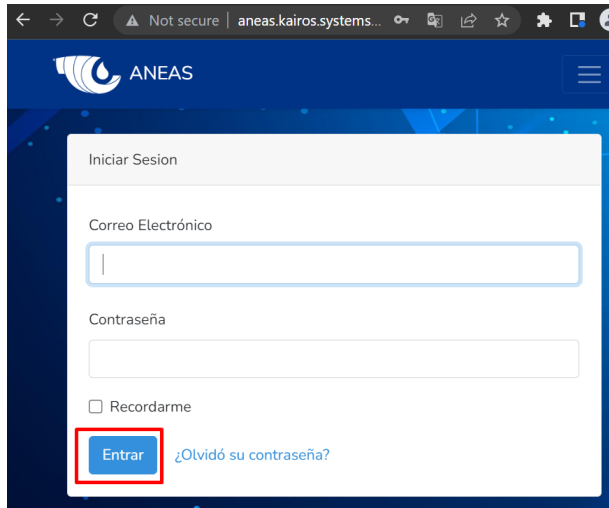 Not secure | aneas.kairos.systems...
ANEAS
Iniciar Sesion
Correo Electrónico
Contraseña
Recordarme
Entrar ¿Olvidó su contraseña?